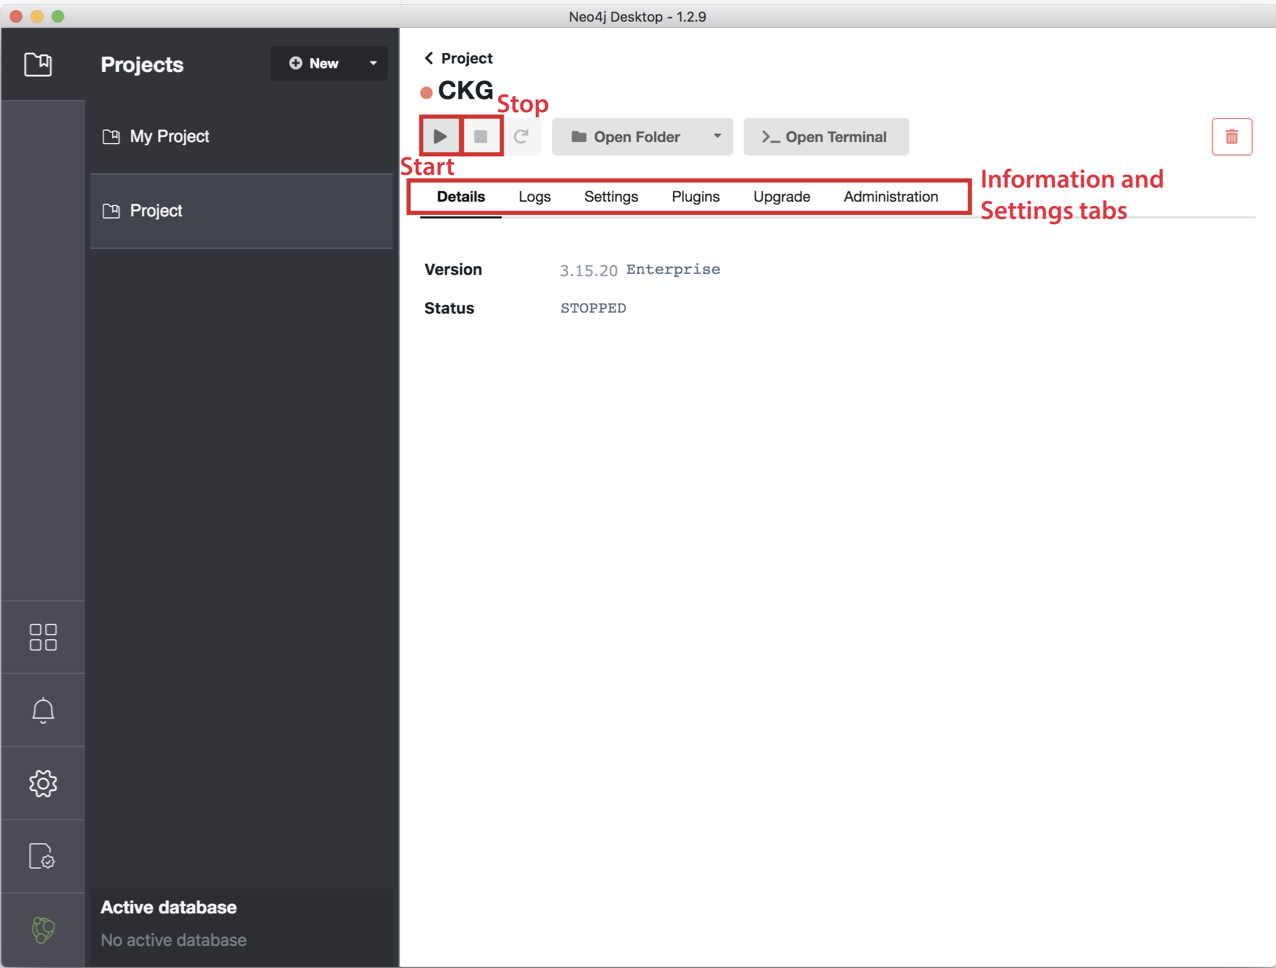 Neo4j Desktop - 1.2.9
Projects
New
My Project
Project
Active database
No active database
Project
CKG
Stop
Open Folder
>_ Open Terminal
Start
Details Logs Settings Plugins Upgrade Administration
Information and
Settings tabs
Version 3.15.20 Enterprise
Status STOPPED